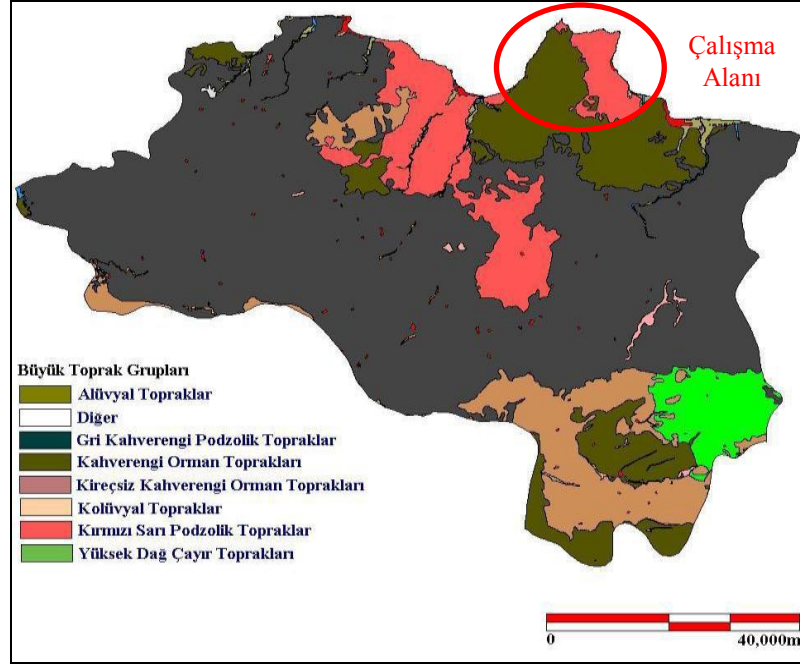 Çalışma
Alanı
Büyük Toprak Grupları
Alüvyal Topraklar
Diğer
Gri Kahverengi Podzolik Topraklar
Kahverengi Orman Toprakları
Kireçsiz Kahverengi Orman Toprakları
Kolüvyal Topraklar
Kırmızı Sarı Podzolik Topraklar
Yüksek Dağ Çayır Toprakları
0 40,000m